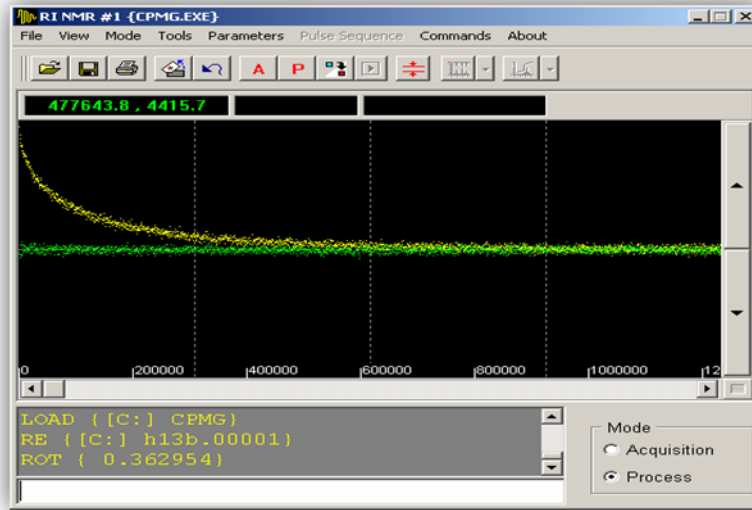 RI NMR #1 {CPMG.EXE}
File View Mode Tools Parameters Pulse Sequence Commands About
A P
477643.8 , 4415.7
0 200000 400000 600000 800000 1000000 12
LOAD {[C:] CPMG}
RE {[C:] h13b.00001}
ROT { 0.362954}
Mode
Acquisition
Process